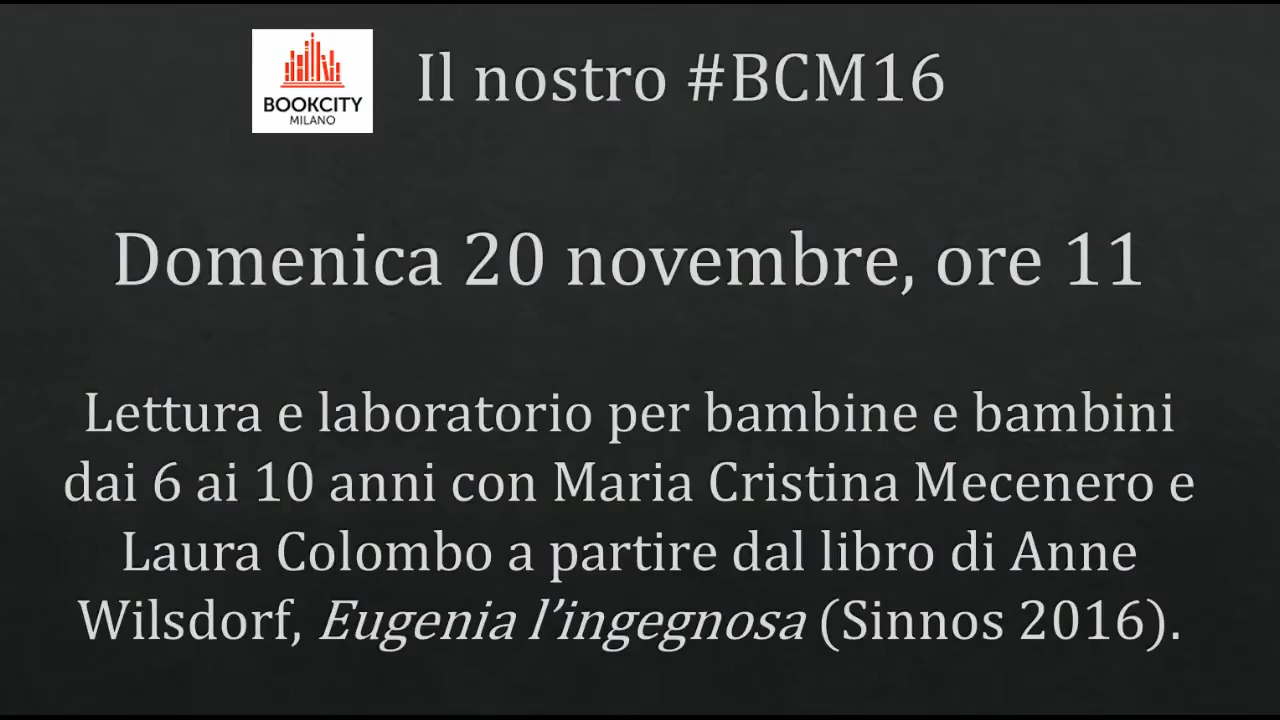 BOOKCITY
MILANO
Il nostro #BCM16
Domenica 20 novembre, ore 11
Lettura e laboratorio per bambine e bambini
dai 6 ai 10 anni con Maria Cristina Mecenero e
Laura Colombo a partire dal libro di Anne
Wilsdorf, Eugenia l’ingegnosa (Sinnos 2016).